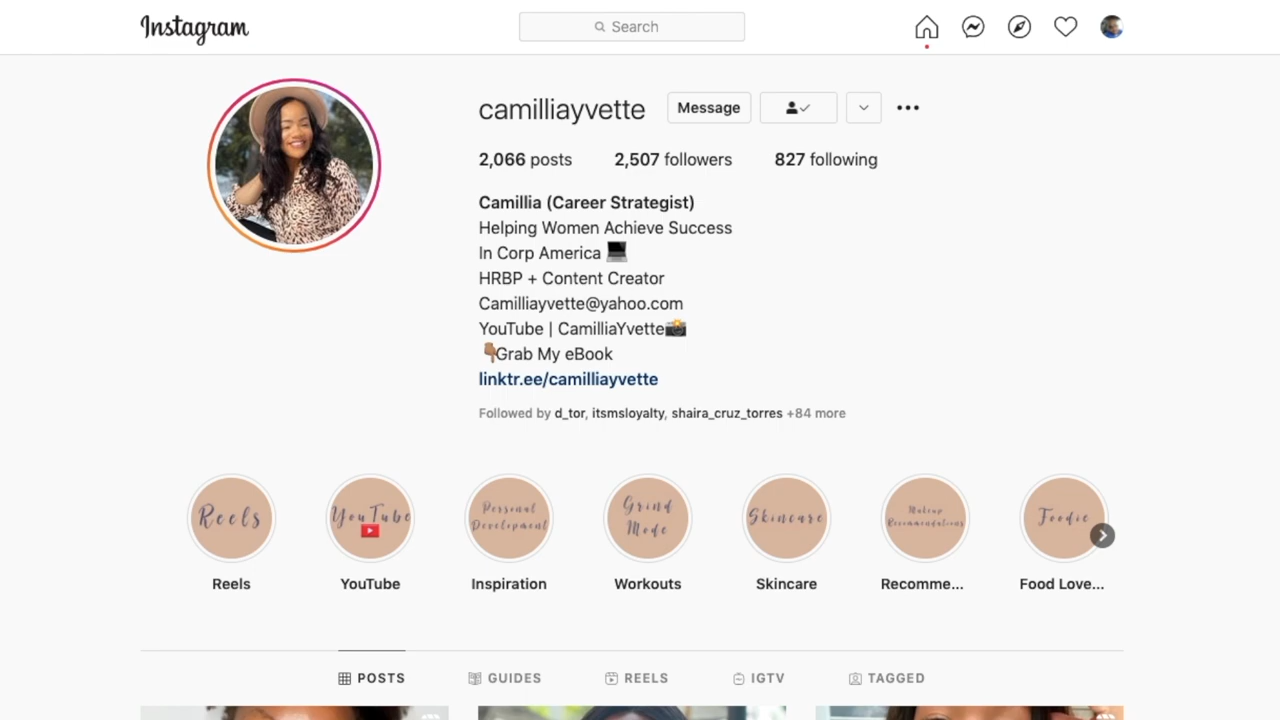 Instagram
Search
camilliayvette Message
2,066 posts 2,507 followers 827 following
Camillia (Career Strategist)
Helping Women Achieve Success
In Corp America 💻
HRBP + Content Creator
Camilliayvette@yahoo.com
YouTube | CamilliaYvette📸
👇🏾Grab My eBook
linktr.ee/camilliayvette
Followed by d_tor, itsmsloyalty, shaira_cruz_torres +84 more
Reels
YouTube
Personal
Development
Grind
Mode
Skincare
Makeup
Recommendations
Foodie
Reels YouTube Inspiration Workouts Skincare Recomme... Food Love...
POSTS GUIDES REELS IGTV TAGGED